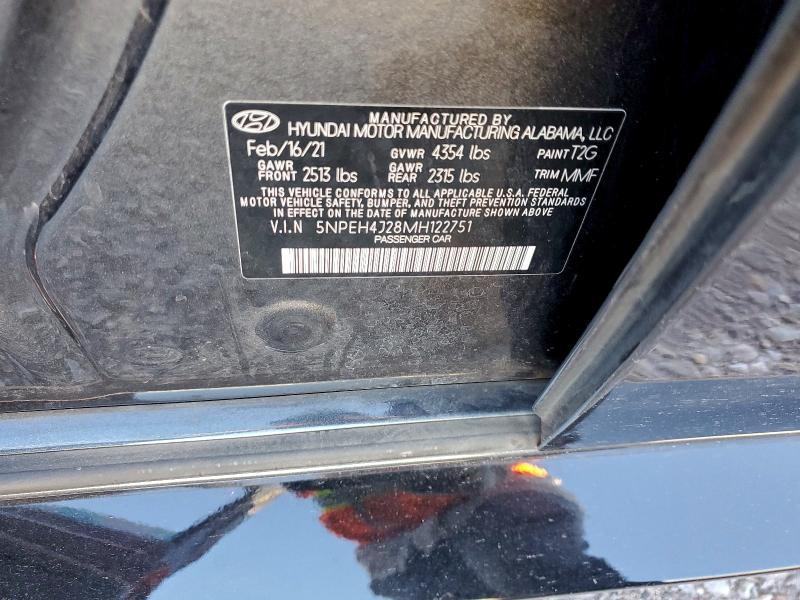 MANUFACTURED BY
HYUNDAI MOTOR MANUFACTURING ALABAMA, LLC
Feb/16/21 GVWR 4354 lbs PAINT T2G
GAWR FRONT 2513 lbs GAWR REAR 2315 lbs TRIM MMF
THIS VEHICLE CONFORMS TO ALL APPLICABLE U.S.A. FEDERAL
MOTOR VEHICLE SAFETY, BUMPER, AND THEFT PREVENTION STANDARDS
IN EFFECT ON THE DATE OF MANUFACTURE SHOWN ABOVE
V.I.N 5NPEH4J28MH122751
PASSENGER CAR